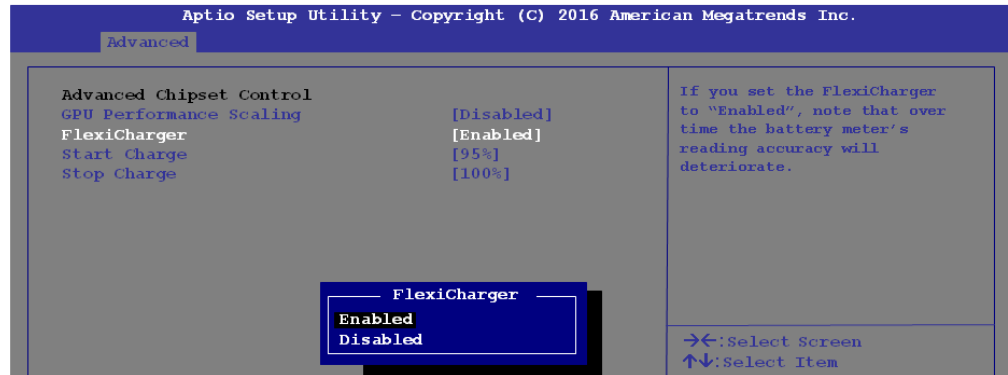 Aptio Setup Utility – Copyright (C) 2016 American Megatrends Inc.
Advanced
Advanced Chipset Control
GPU Performance Scaling [Disabled]
FlexiCharger [Enabled]
Start Charge [95%]
Stop Charge [100%]
If you set the FlexiCharger
to “Enabled”, note that over
time the battery meter’s
reading accuracy will
deteriorate.
FlexiCharger
Enabled
Disabled
→←:Select Screen
↑↓:Select Item